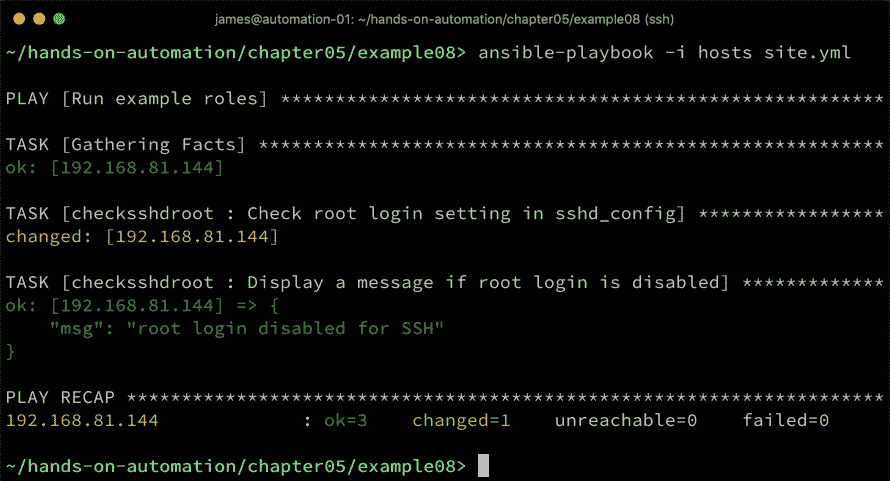 james@automation-01: ~/hands-on-automation/chapter05/example08 (ssh)
~/hands-on-automation/chapter05/example08> ansible-playbook -i hosts site.yml
PLAY [Run example roles] *******************************************************
TASK [Gathering Facts] *********************************************************
ok: [192.168.81.144]
TASK [checksshdroot : Check root login setting in sshd_config] *****************
changed: [192.168.81.144]
TASK [checksshdroot : Display a message if root login is disabled] *************
ok: [192.168.81.144] => {
    "msg": "root login disabled for SSH"
}
PLAY RECAP *********************************************************************
192.168.81.144             : ok=3    changed=1    unreachable=0    failed=0
~/hands-on-automation/chapter05/example08>